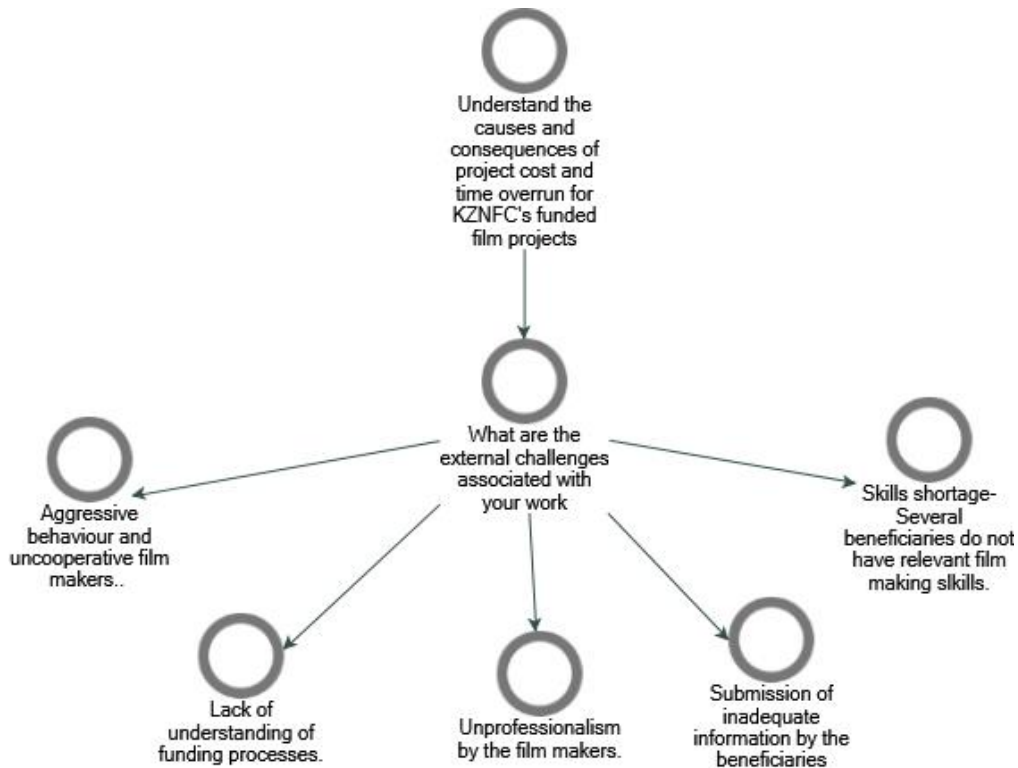 Understand the
causes and
consequences of
project cost and
time overrun for
KZNFC's funded
film projects
What are the
external challenges
associated with
your work
Aggressive
behaviour and
uncooperative film
makers..
Skills shortage-
Several
beneficiaries do not
have relevant film
making slkills.
Lack of
understanding of
funding processes.
Unprofessionalism
by the film makers.
Submission of
inadequate
information by the
beneficiaries